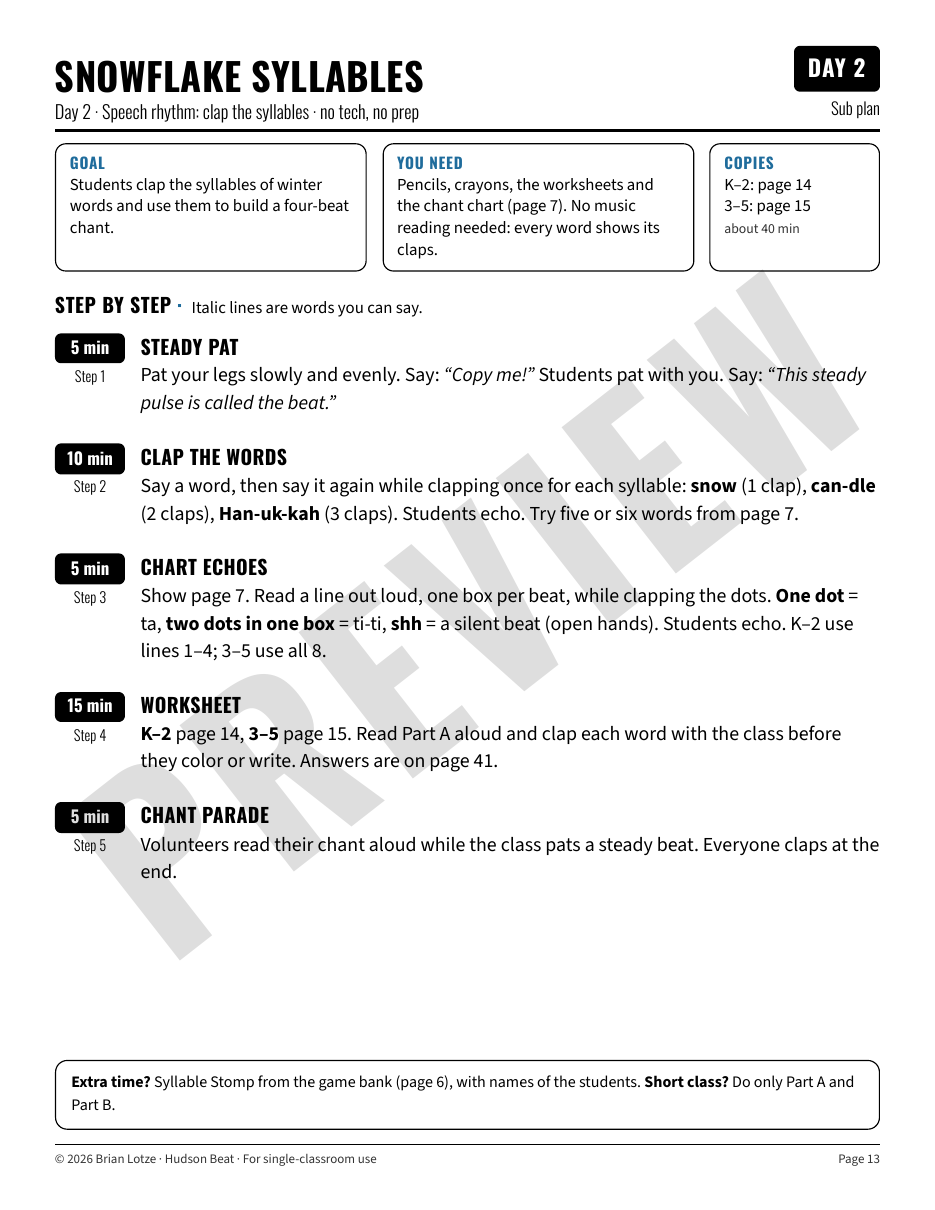 SNOWFLAKE SYLLABLES
DAY 2
Day 2 · Speech rhythm: clap the syllables · no tech, no prep
Sub plan
GOAL
Students clap the syllables of winter
words and use them to build a four-beat
chant.
YOU NEED
Pencils, crayons, the worksheets and
the chant chart (page 7). No music
reading needed: every word shows its
claps.
COPIES
K–2: page 14
3–5: page 15
about 40 min
STEP BY STEP · Italic lines are words you can say.
5 min
Step 1
STEADY PAT
Pat your legs slowly and evenly. Say: “Copy me!” Students pat with you. Say: “This steady
pulse is called the beat.”
10 min
Step 2
CLAP THE WORDS
Say a word, then say it again while clapping once for each syllable: snow (1 clap), can-dle
(2 claps), Han-uk-kah (3 claps). Students echo. Try five or six words from page 7.
5 min
Step 3
CHART ECHOES
Show page 7. Read a line out loud, one box per beat, while clapping the dots. One dot =
ta, two dots in one box = ti-ti, shh = a silent beat (open hands). Students echo. K–2 use
lines 1–4; 3–5 use all 8.
15 min
Step 4
WORKSHEET
K–2 page 14, 3–5 page 15. Read Part A aloud and clap each word with the class before
they color or write. Answers are on page 41.
5 min
Step 5
CHANT PARADE
Volunteers read their chant aloud while the class pats a steady beat. Everyone claps at the
end.
PREVIEW
Extra time? Syllable Stomp from the game bank (page 6), with names of the students. Short class? Do only Part A and
Part B.
© 2026 Brian Lotze · Hudson Beat · For single-classroom use
Page 13